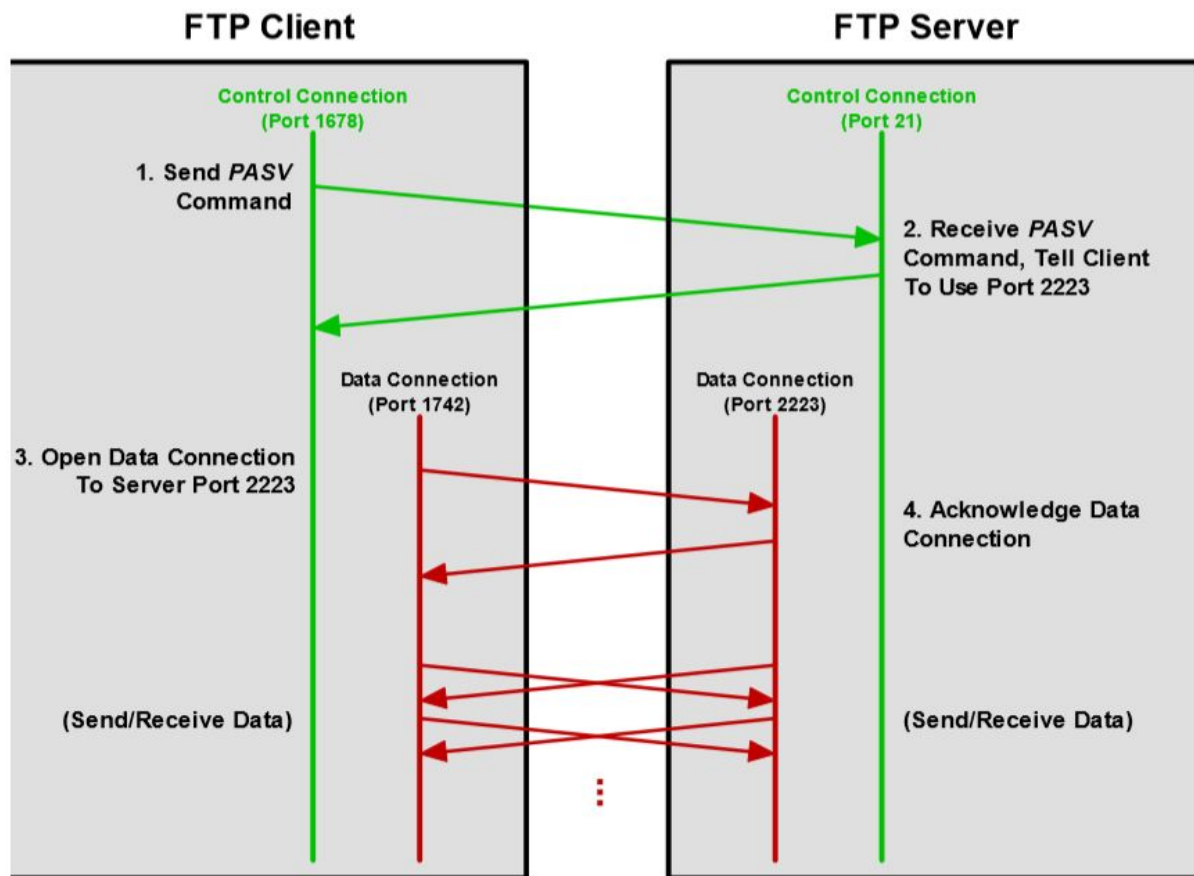 FTP Client
FTP Server
Control Connection
(Port 1678)
Control Connection
(Port 21)
1. Send PASV
Command
2. Receive PASV
Command, Tell Client
To Use Port 2223
Data Connection
(Port 1742)
Data Connection
(Port 2223)
3. Open Data Connection
To Server Port 2223
4. Acknowledge Data
Connection
(Send/Receive Data)
(Send/Receive Data)